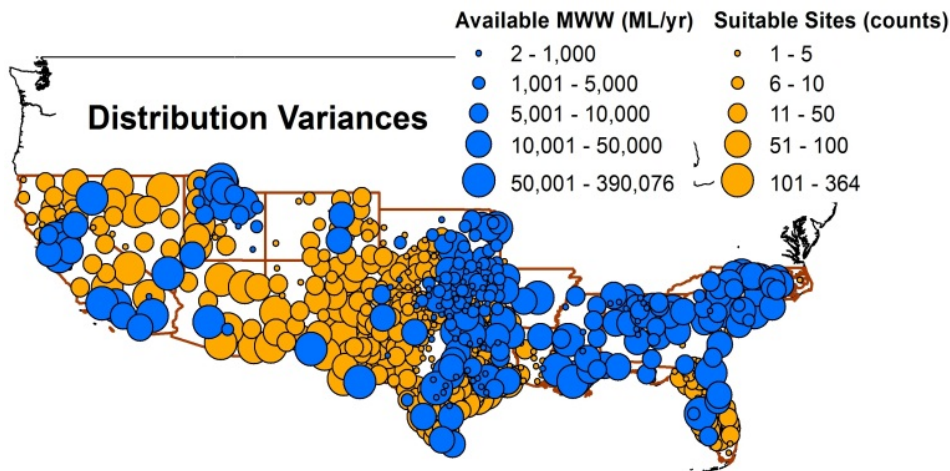 Available MWW (ML/yr)
2 - 1,000
1,001 - 5,000
5,001 - 10,000
10,001 - 50,000
50,001 - 390,076
Suitable Sites (counts)
1 - 5
6 - 10
11 - 50
51 - 100
101 - 364
Distribution Variances